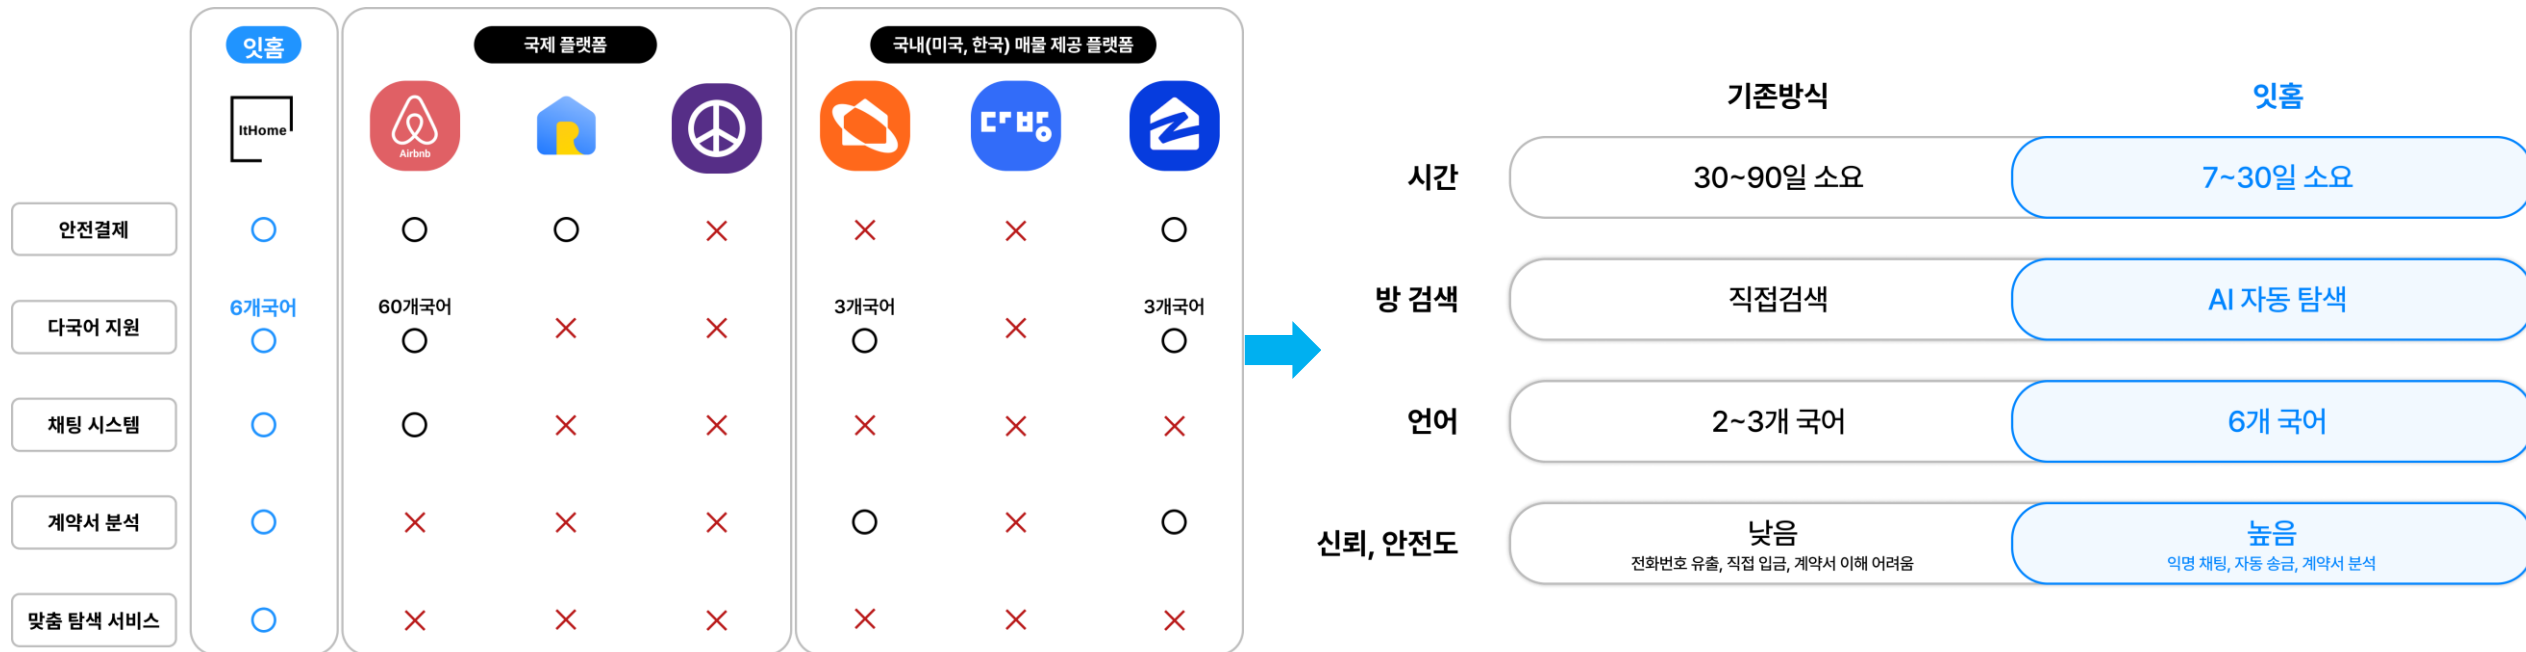 잇홈
국제 플랫폼
국내(미국, 한국) 매물 제공 플랫폼
ItHome
Airbnb
다방
안전결제
다국어 지원
6개국어
60개국어
3개국어
3개국어
채팅 시스템
계약서 분석
맞춤 탐색 서비스
기존방식
잇홈
시간
30~90일 소요
7~30일 소요
방 검색
직접검색
AI 자동 탐색
언어
2~3개 국어
6개 국어
신뢰, 안전도
낮음
전화번호 유출, 직접 입금, 계약서 이해 어려움
높음
익명 채팅, 자동 송금, 계약서 분석